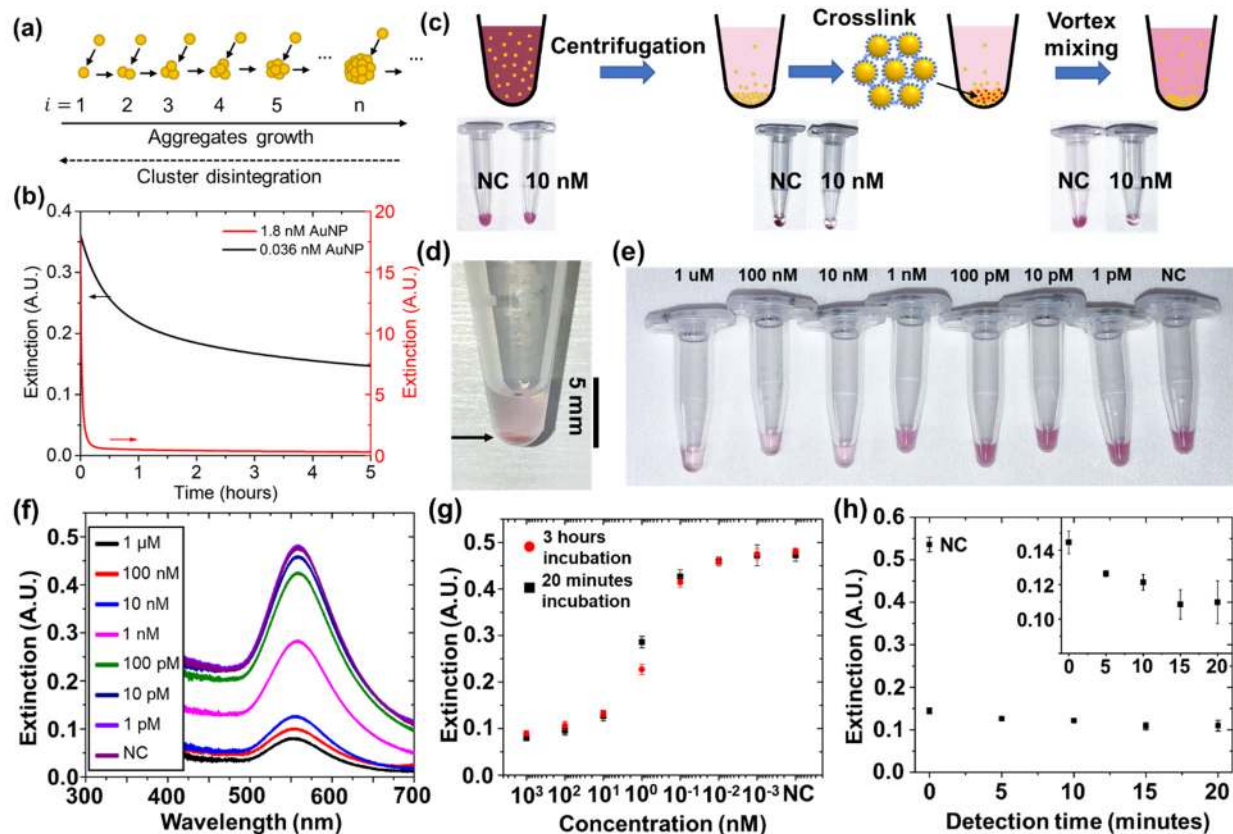 (a)
i = 1 2 3 4 5 ... n ...
Aggregates growth
Cluster disintegration
(b)
0.4
0.3
0.2
0.1
0.0
Extinction (A.U.)
20
15
10
5
0
Extinction (A.U.)
1.8 nM AuNP
0.036 nM AuNP
0 1 2 3 4 5
Time (hours)
(c)
Centrifugation
Crosslink
Vortex
mixing
NC 10 nM
NC 10 nM
NC 10 nM
(d)
5 mm
(e)
1 uM 100 nM 10 nM 1 nM 100 pM 10 pM 1 pM NC
(f)
0.5
0.4
0.3
0.2
0.1
0.0
Extinction (A.U.)
1 µM
100 nM
10 nM
1 nM
100 pM
10 pM
1 pM
NC
300 400 500 600 700
Wavelength (nm)
(g)
0.5
0.4
0.3
0.2
0.1
0.0
Extinction (A.U.)
3 hours
incubation
20 minutes
incubation
10³ 10² 10¹ 10⁰ 10⁻¹ 10⁻² 10⁻³ NC
Concentration (nM)
(h)
0.6
0.5
0.4
0.3
0.2
0.1
0.0
Extinction (A.U.)
NC
0.14
0.12
0.10
0 5 10 15 20
0 5 10 15 20
Detection time (minutes)